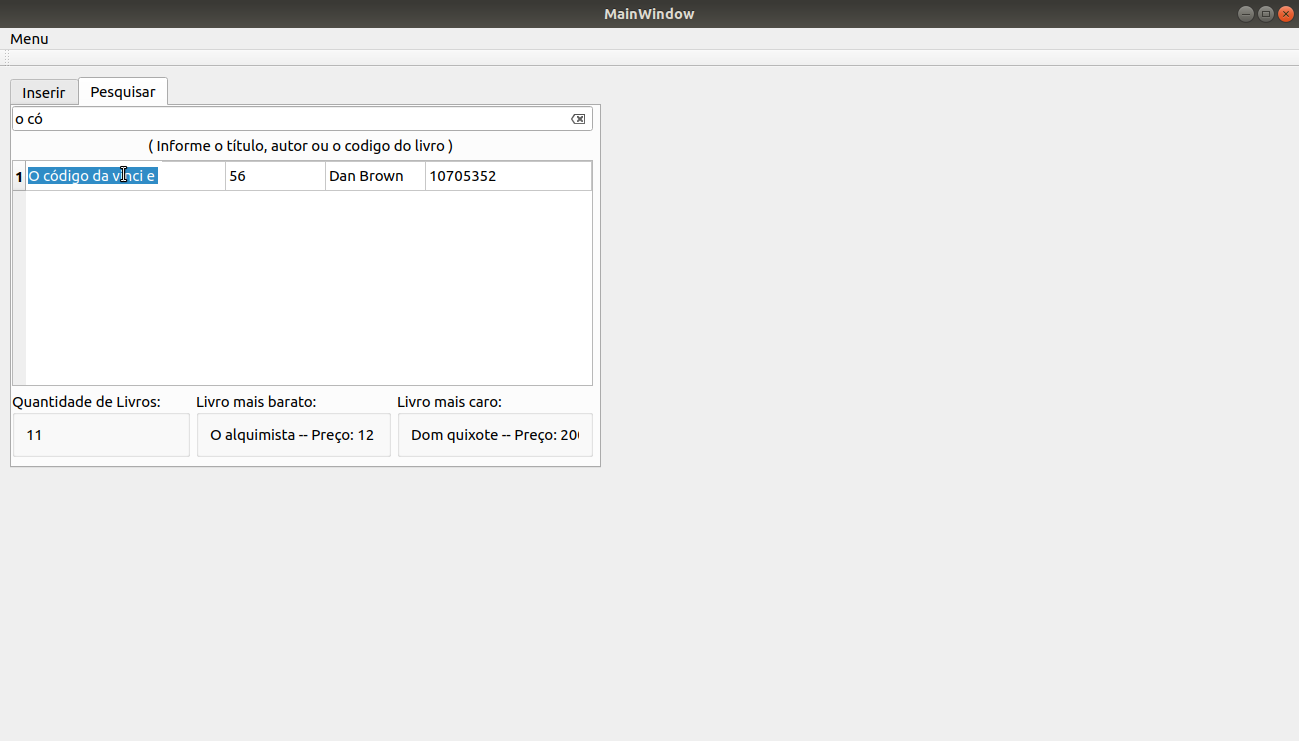 MainWindow
Menu
Inserir Pesquisar
o có
( Informe o título, autor ou o codigo do livro )
1 O código da vinci e 56 Dan Brown 10705352
Quantidade de Livros: Livro mais barato: Livro mais caro:
11 O alquimista -- Preço: 12 Dom quixote -- Preço: 20